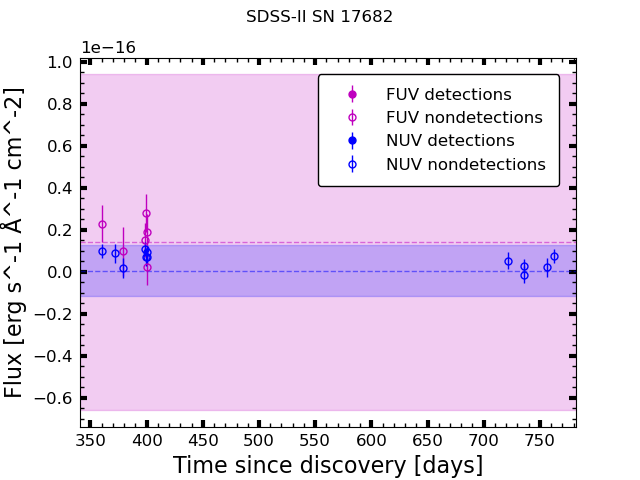 SDSS-II SN 17682
1e−16
1.0
0.8
0.6
0.4
0.2
0.0
−0.2
−0.4
−0.6
Flux [erg s^-1 Å^-1 cm^-2]
FUV detections
FUV nondetections
NUV detections
NUV nondetections
350 400 450 500 550 600 650 700 750
Time since discovery [days]